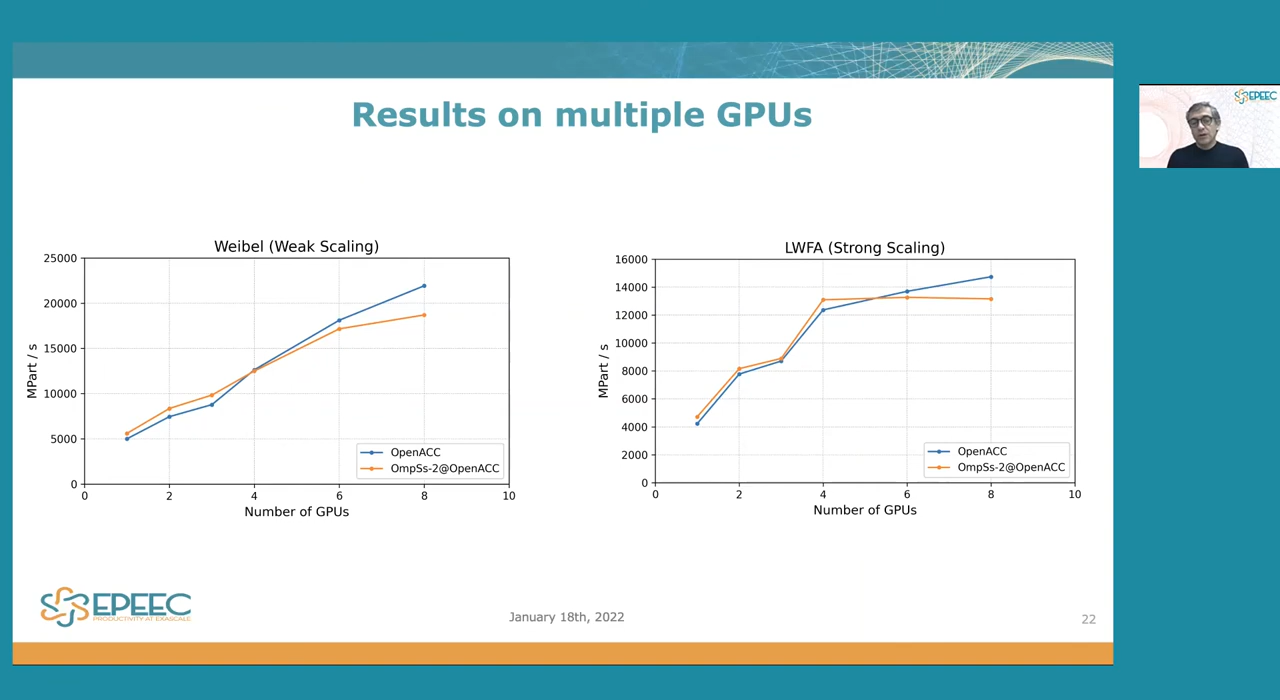 Results on multiple GPUs
EPEEC
Weibel (Weak Scaling)
25000
20000
15000
10000
5000
0
MPart / s
0 2 4 6 8 10
Number of GPUs
OpenACC
OmpSs-2@OpenACC
LWFA (Strong Scaling)
16000
14000
12000
10000
8000
6000
4000
2000
0
MPart / s
0 2 4 6 8 10
Number of GPUs
OpenACC
OmpSs-2@OpenACC
EPEEC
PRODUCTIVITY AT EXASCALE
January 18th, 2022
22